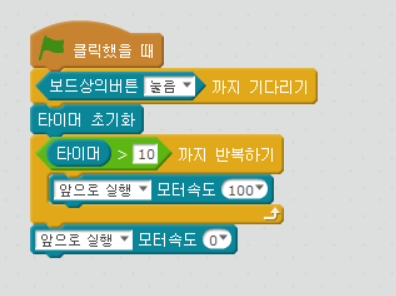 클릭했을 때
보드상의버튼 눌음 까지 기다리기
타이머 초기화
타이머 > 10 까지 반복하기
앞으로 실행 모터속도 100
앞으로 실행 모터속도 0